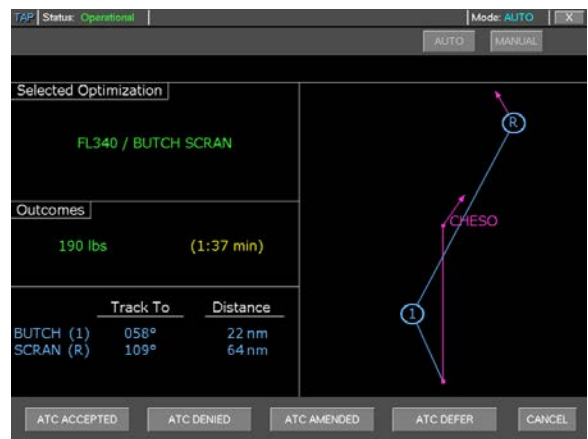 TAP Status: Operational Mode: AUTO X
AUTO MANUAL
Selected Optimization
FL340 / BUTCH SCRAN
Outcomes
190 lbs (1:37 min)
Track To Distance
BUTCH (1) 058° 22 nm
SCRAN (R) 109° 64 nm
R
CHESO
1
ATC ACCEPTED ATC DENIED ATC AMENDED ATC DEFER CANCEL